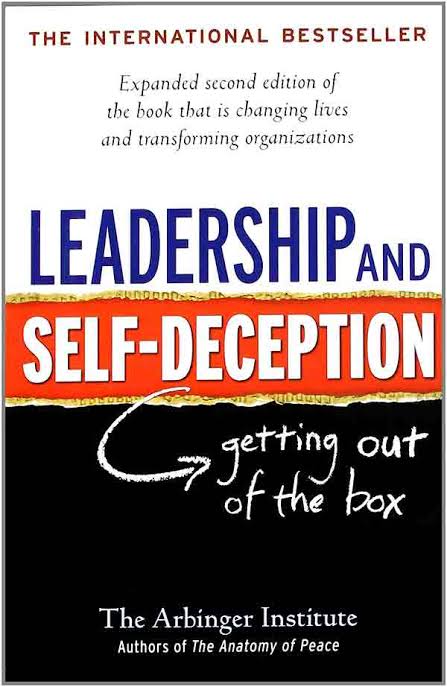 THE INTERNATIONAL BESTSELLER
Expanded second edition of
the book that is changing lives
and transforming organizations
LEADERSHIP AND
SELF-DECEPTION
getting out
of the box
The Arbinger Institute
Authors of The Anatomy of Peace